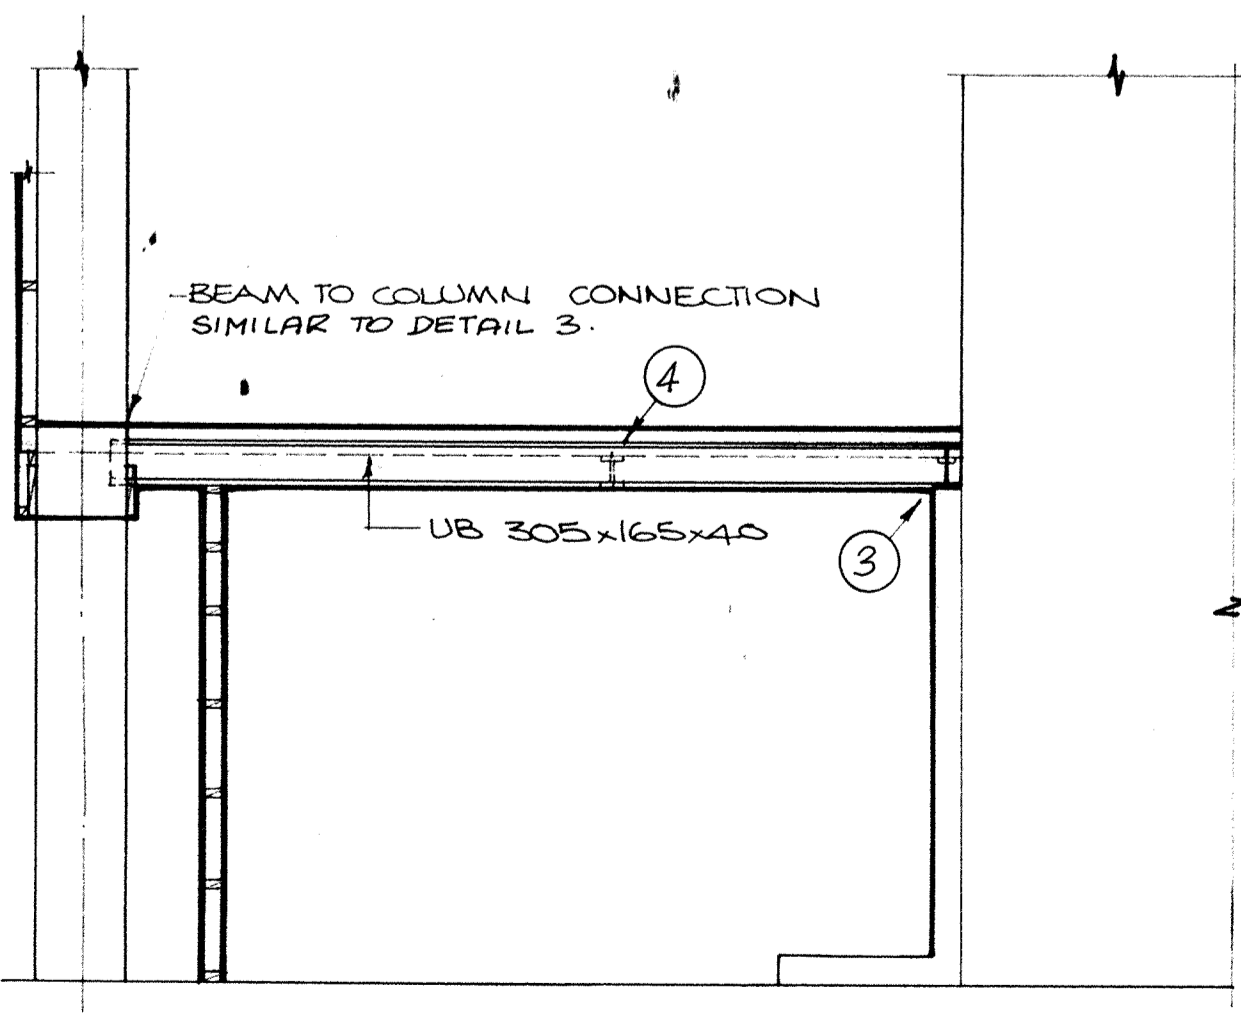 BEAM TO COLUMN CONNECTION
SIMILAR TO DETAIL 3.
4
UB 305x165x40
3